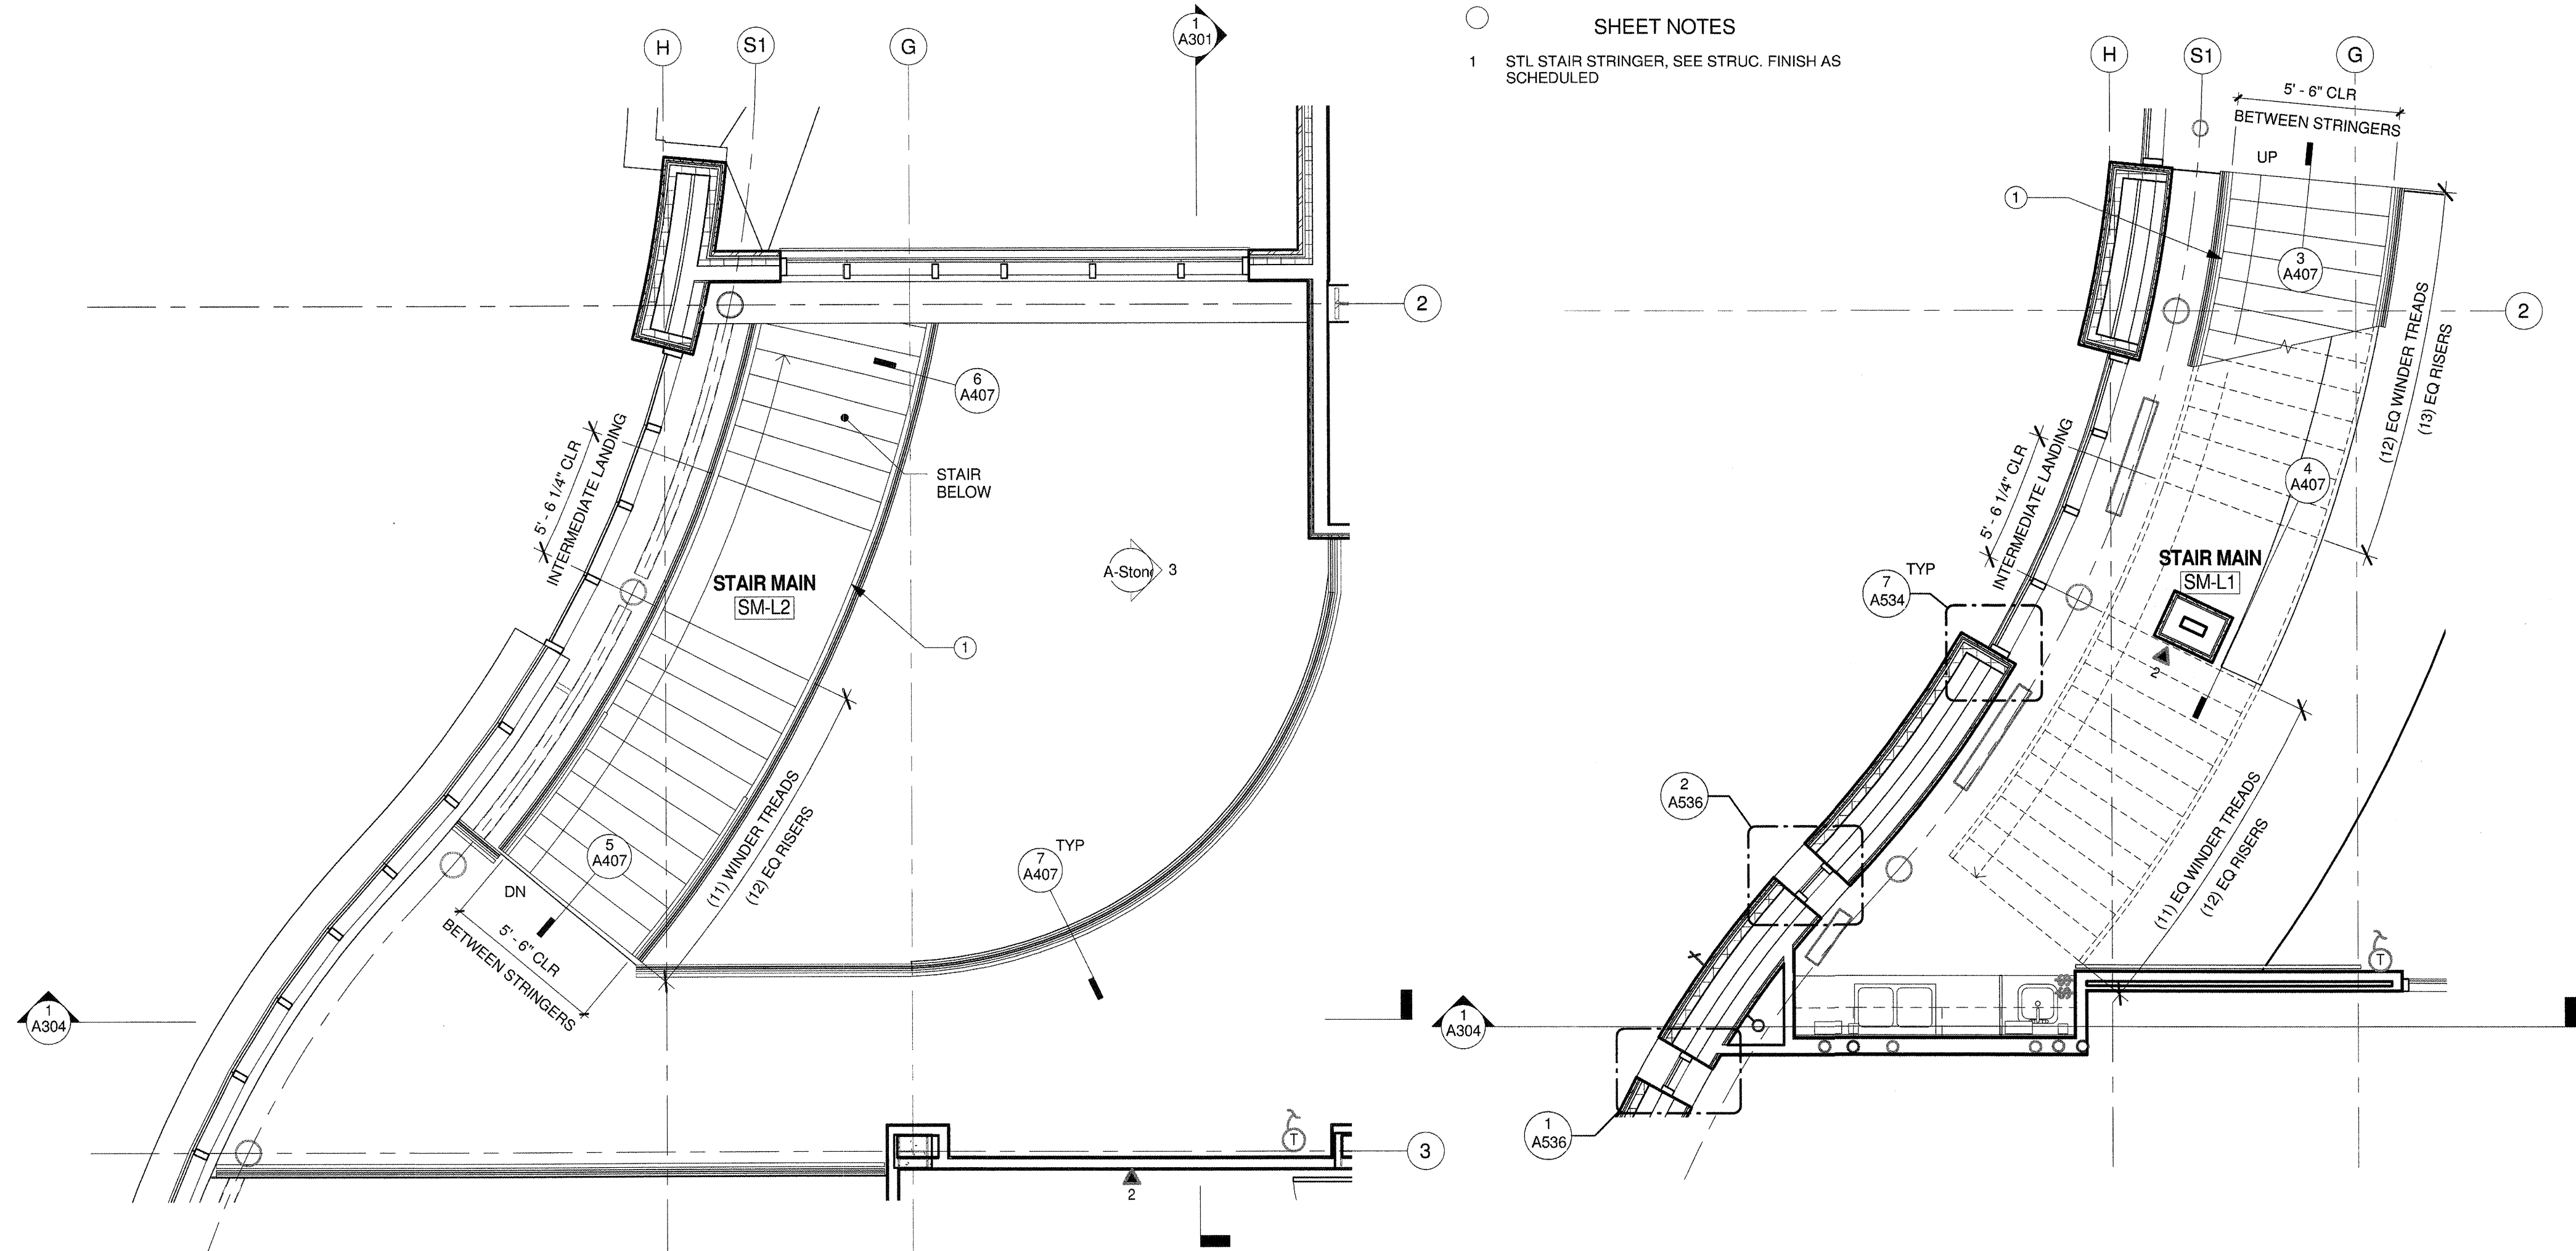 H
S1
G
1
A301
2
6
A407
5' - 6 1/4" CLR
INTERMEDIATE LANDING
STAIR
BELOW
STAIR MAIN
SM-L2
A-Ston
3
1
5
A407
(11) WINDER TREADS
(12) EQ RISERS
DN
5' - 6" CLR
BETWEEN STRINGERS
7
A407
TYP
1
A304
T
3
2
SHEET NOTES
1 STL STAIR STRINGER, SEE STRUC. FINISH AS
SCHEDULED
H
S1
G
5' - 6" CLR
BETWEEN STRINGERS
UP
1
3
A407
2
(12) EQ WINDER TREADS
(13) EQ RISERS
5' - 6 1/4" CLR
INTERMEDIATE LANDING
4
A407
STAIR MAIN
SM-L1
2
7
A534
TYP
2
A536
(11) EQ WINDER TREADS
(12) EQ RISERS
T
$$
1
A304
1
A536